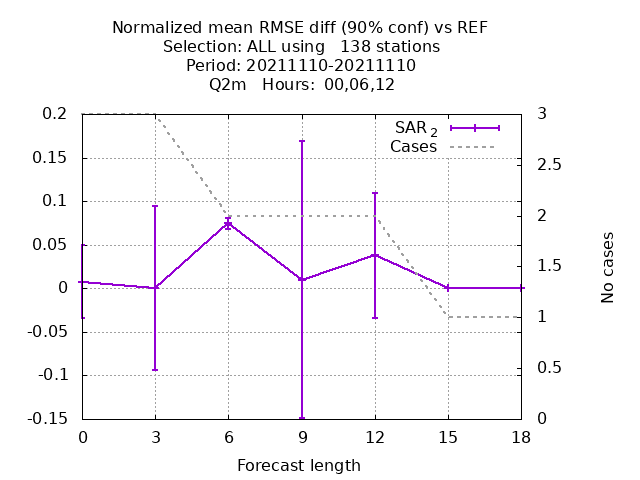 Normalized mean RMSE diff (90% conf) vs REF
Selection: ALL using   138 stations
Period: 20211110-20211110
Q2m   Hours:  00,06,12
SAR 2
Cases
0.2
0.15
0.1
0.05
0
-0.05
-0.1
-0.15
3
2.5
2
1.5
1
0.5
0
No cases
0 3 6 9 12 15 18
Forecast length